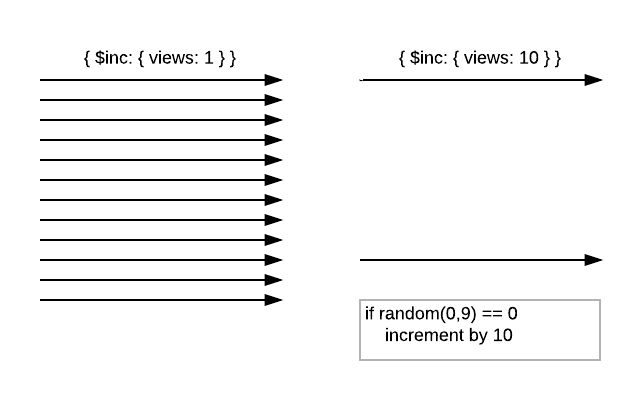 { $inc: { views: 1 } }
{ $inc: { views: 10 } }
if random(0,9) == 0
increment by 10